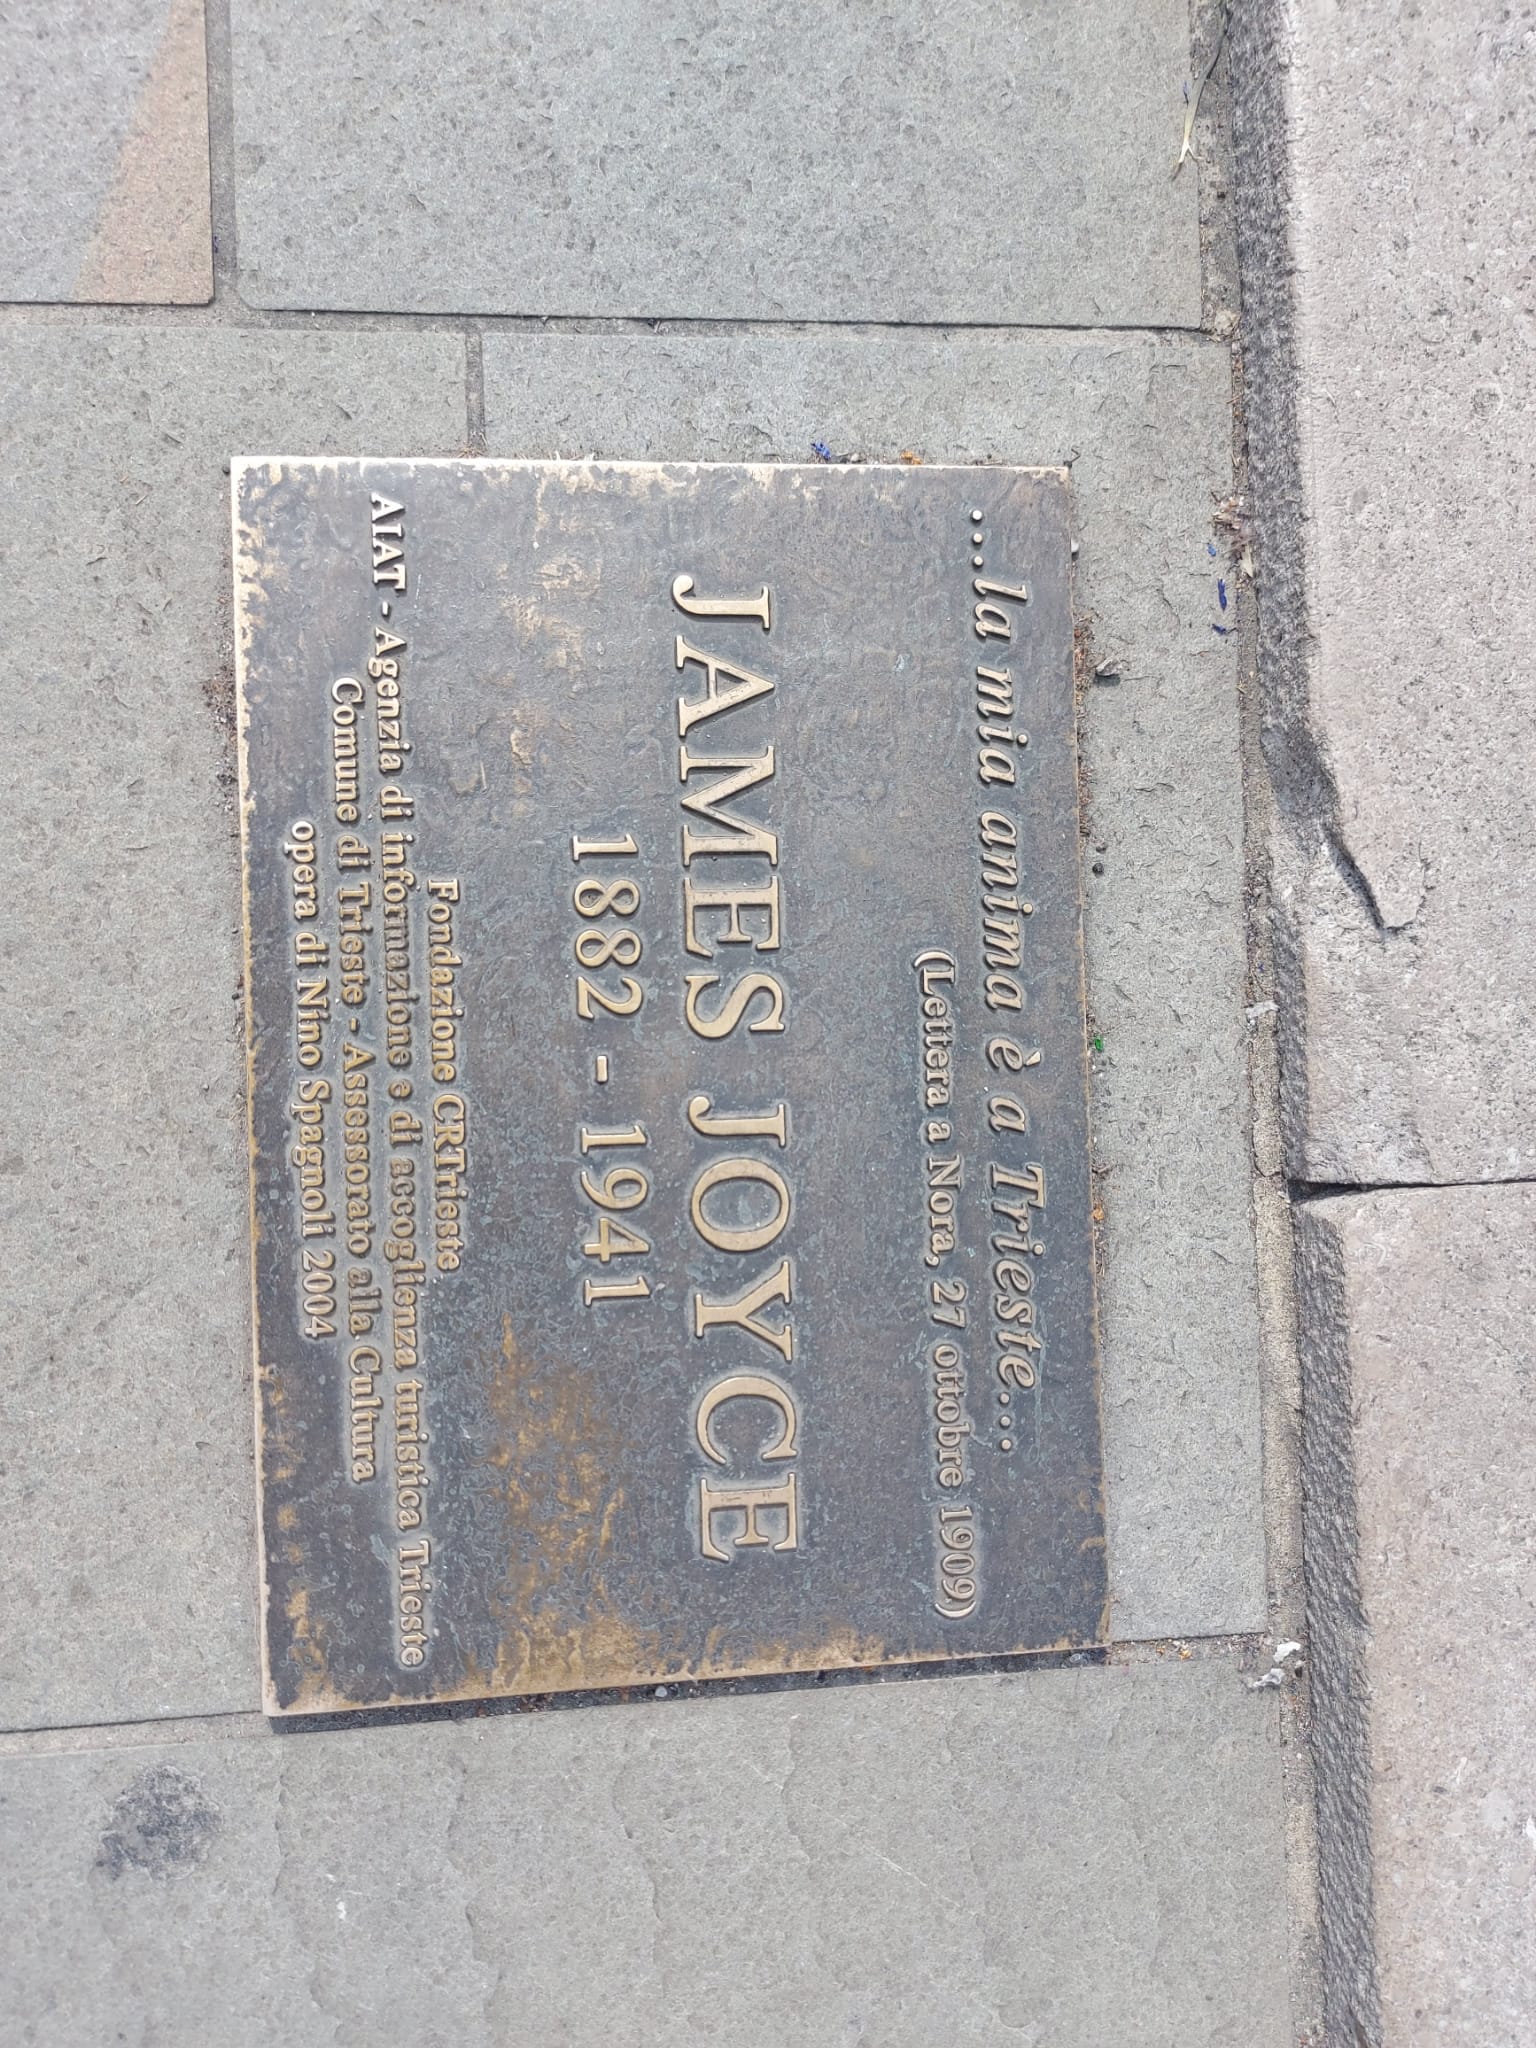 ...la mia anima è a Trieste...
(Lettera a Nora, 27 ottobre 1909)
JAMES JOYCE
1882 - 1941
Fondazione CRTrieste
AIAT - Agenzia di informazione e di accoglienza turistica Trieste
Comune di Trieste - Assessorato alla Cultura
opera di Nino Spagnoli 2004